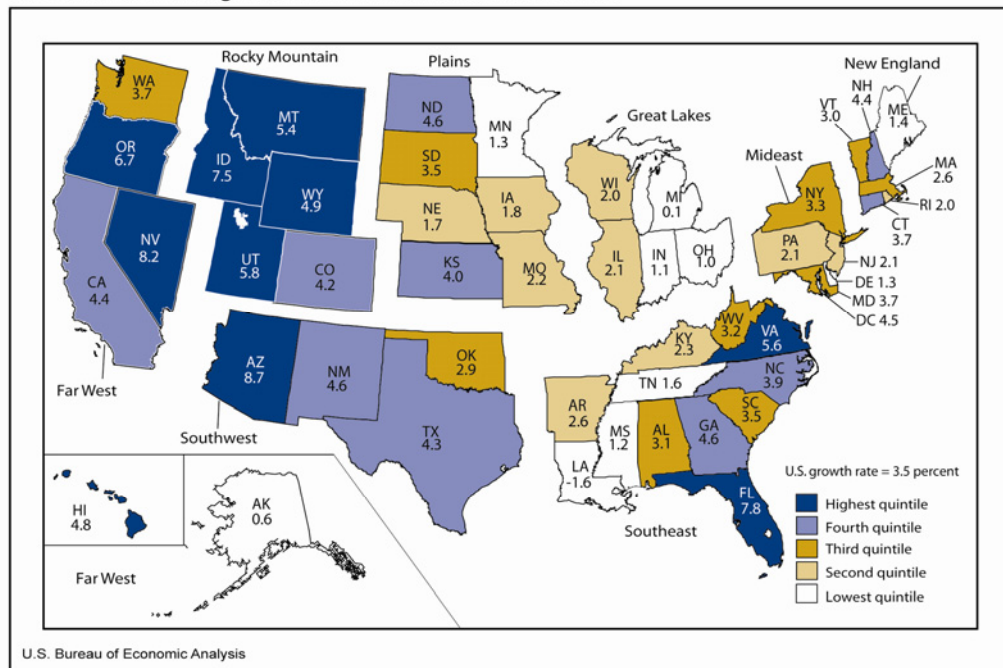 Rocky Mountain
Plains
New England
Great Lakes
Mideast
WA
3.7
OR
6.7
MT
5.4
ID
7.5
WY
4.9
NV
8.2
UT
5.8
CO
4.2
CA
4.4
Far West
ND
4.6
SD
3.5
NE
1.7
KS
4.0
MN
1.3
IA
1.8
MO
2.2
WI
2.0
IL
2.1
MI
0.1
IN
1.1
OH
1.0
VT
3.0
NH
4.4
ME
1.4
MA
2.6
RI 2.0
CT
3.7
NY
3.3
PA
2.1
NJ 2.1
DE 1.3
MD 3.7
DC 4.5
AZ
8.7
NM
4.6
OK
2.9
TX
4.3
Southwest
WV
3.2
VA
5.6
KY
2.3
TN 1.6
NC
3.9
SC
3.5
AR
2.6
MS
1.2
AL
3.1
GA
4.6
LA
-1.6
FL
7.8
Southeast
HI
4.8
AK
0.6
Far West
U.S. growth rate = 3.5 percent
Highest quintile
Fourth quintile
Third quintile
Second quintile
Lowest quintile
U.S. Bureau of Economic Analysis